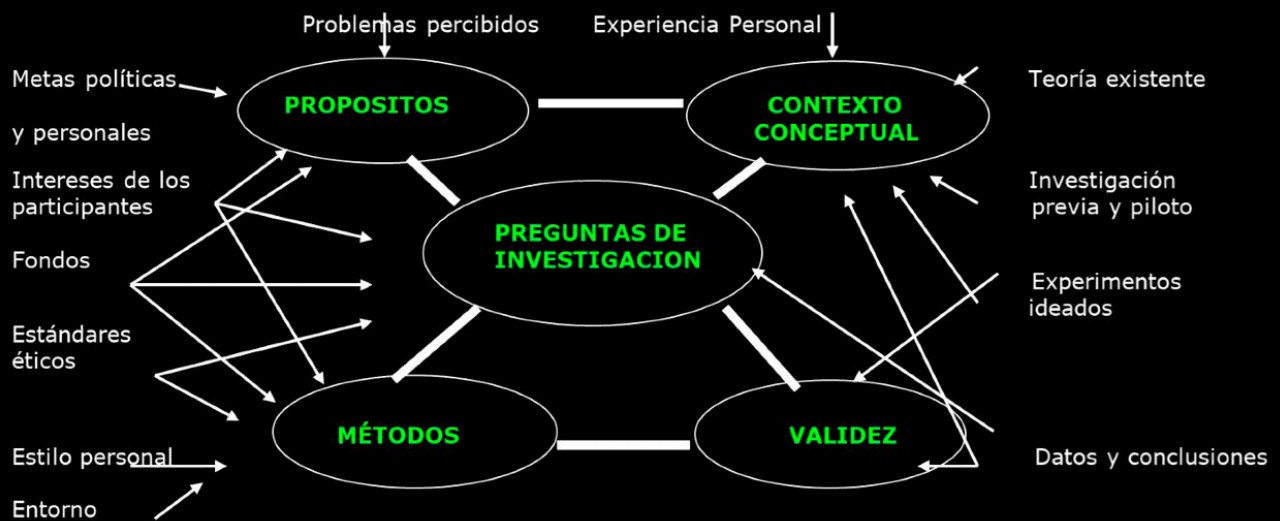 Problemas percibidos
Experiencia Personal
Metas políticas
y personales
PROPOSITOS
CONTEXTO
CONCEPTUAL
Teoría existente
Intereses de los
participantes
Investigación
previa y piloto
Fondos
PREGUNTAS DE
INVESTIGACION
Experimentos
ideados
Estándares
éticos
MÉTODOS
VALIDEZ
Estilo personal
Datos y conclusiones
Entorno